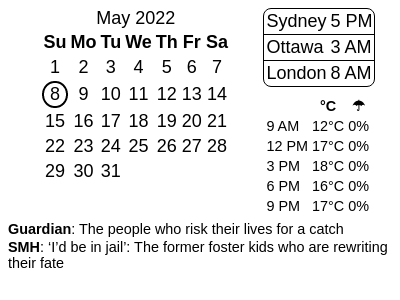 May 2022
Su Mo Tu We Th Fr Sa
1 2 3 4 5 6 7
8 9 10 11 12 13 14
15 16 17 18 19 20 21
22 23 24 25 26 27 28
29 30 31
Sydney 5 PM
Ottawa 3 AM
London 8 AM
°C ☂
9 AM 12°C 0%
12 PM 17°C 0%
3 PM 18°C 0%
6 PM 16°C 0%
9 PM 17°C 0%
Guardian: The people who risk their lives for a catch
SMH: ‘I’d be in jail’: The former foster kids who are rewriting
their fate